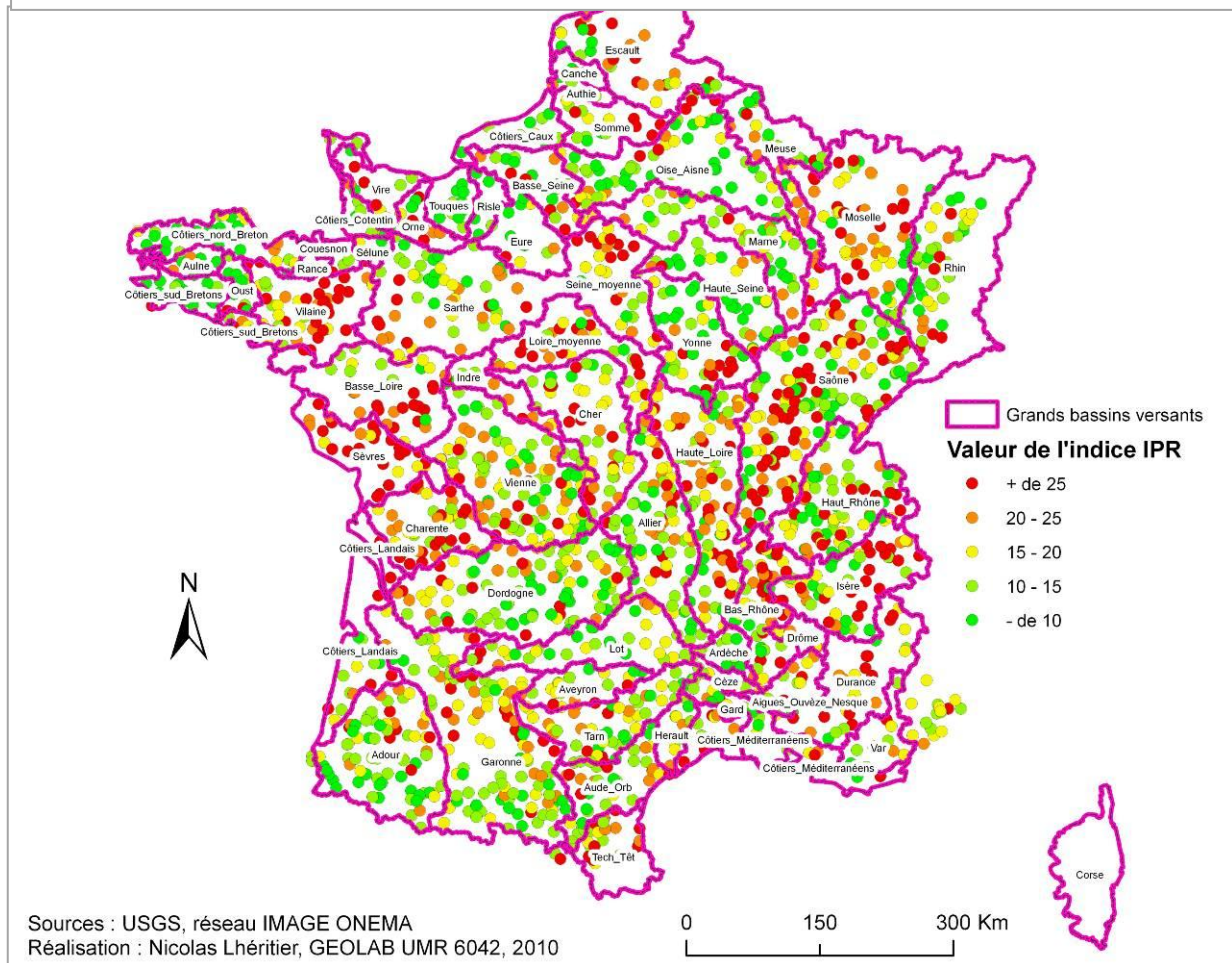 Escault
Canche
Authie
Somme
Côtiers_Caux
Meuse
Oise_Aisne
Basse_Seine
Vire
Touques
Risle
Moselle
Côtiers_Cotentin
Orne
Côtiers_nord_Breton
Eure
Marne
Couesnon
Sélune
Aulne
Rance
Rhin
Seine_moyenne
Haute_Seine
Côtiers_sud_Bretons
Oust
Vilaine
Sarthe
Côtiers_sud_Bretons
Loire_moyenne
Yonne
Indre
Saône
Basse_Loire
Cher
Haute_Loire
Sèvres
Vienne
Haut_Rhône
Allier
Charente
Côtiers_Landais
Isère
Dordogne
Bas_Rhône
Drôme
Lot
Ardèche
Côtiers_Landais
Cèze
Durance
Aveyron
Aigues_Ouvèze_Nesque
Gard
Tarn
Herault
Côtiers_Méditerranéens
Var
Adour
Garonne
Côtiers_Méditerranéens
Aude_Orb
Tech_Têt
Corse
Grands bassins versants
Valeur de l'indice IPR
+ de 25
20 - 25
15 - 20
10 - 15
- de 10
N
0 150 300 Km
Sources : USGS, réseau IMAGE ONEMA
Réalisation : Nicolas Lhéritier, GEOLAB UMR 6042, 2010